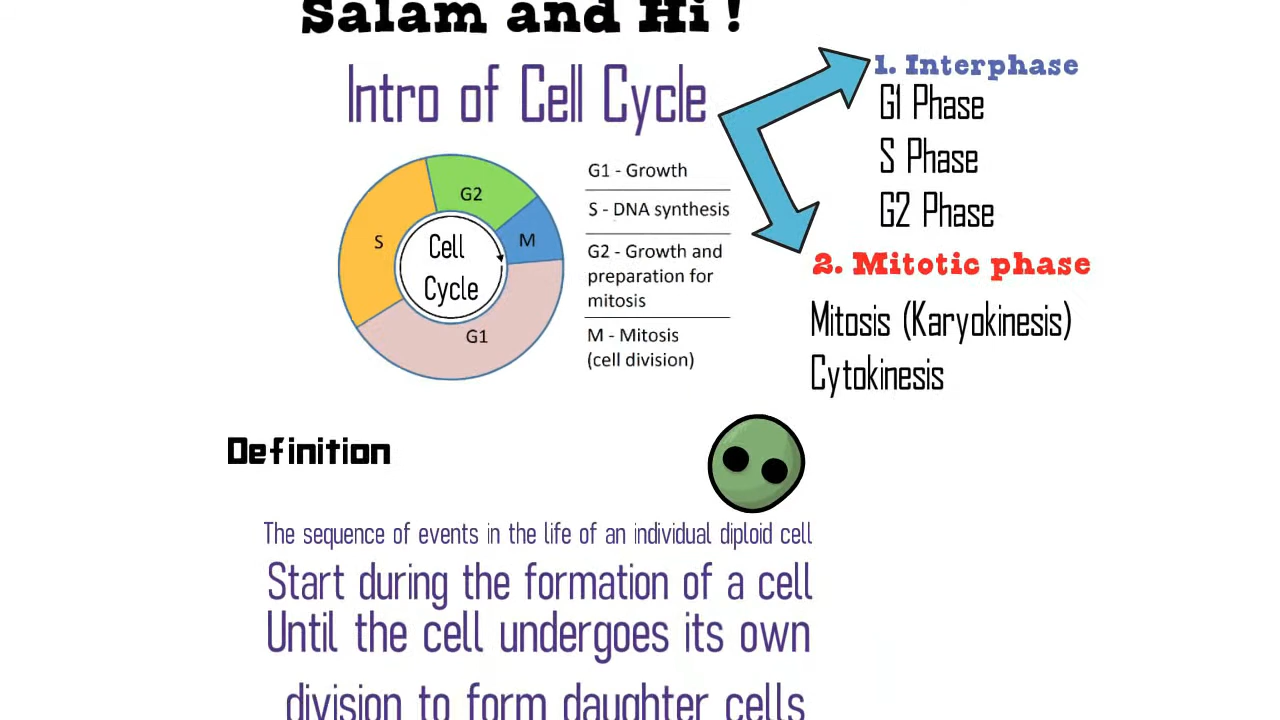 Salam and Hi !
Intro of Cell Cycle
1. Interphase
G1 Phase
S Phase
G2 Phase
2. Mitotic phase
Mitosis (Karyokinesis)
Cytokinesis
G2
S
M
G1
Cell
Cycle
G1 - Growth
S - DNA synthesis
G2 - Growth and
preparation for
mitosis
M - Mitosis
(cell division)
Definition
The sequence of events in the life of an individual diploid cell
Start during the formation of a cell
Until the cell undergoes its own
division to form daughter cells